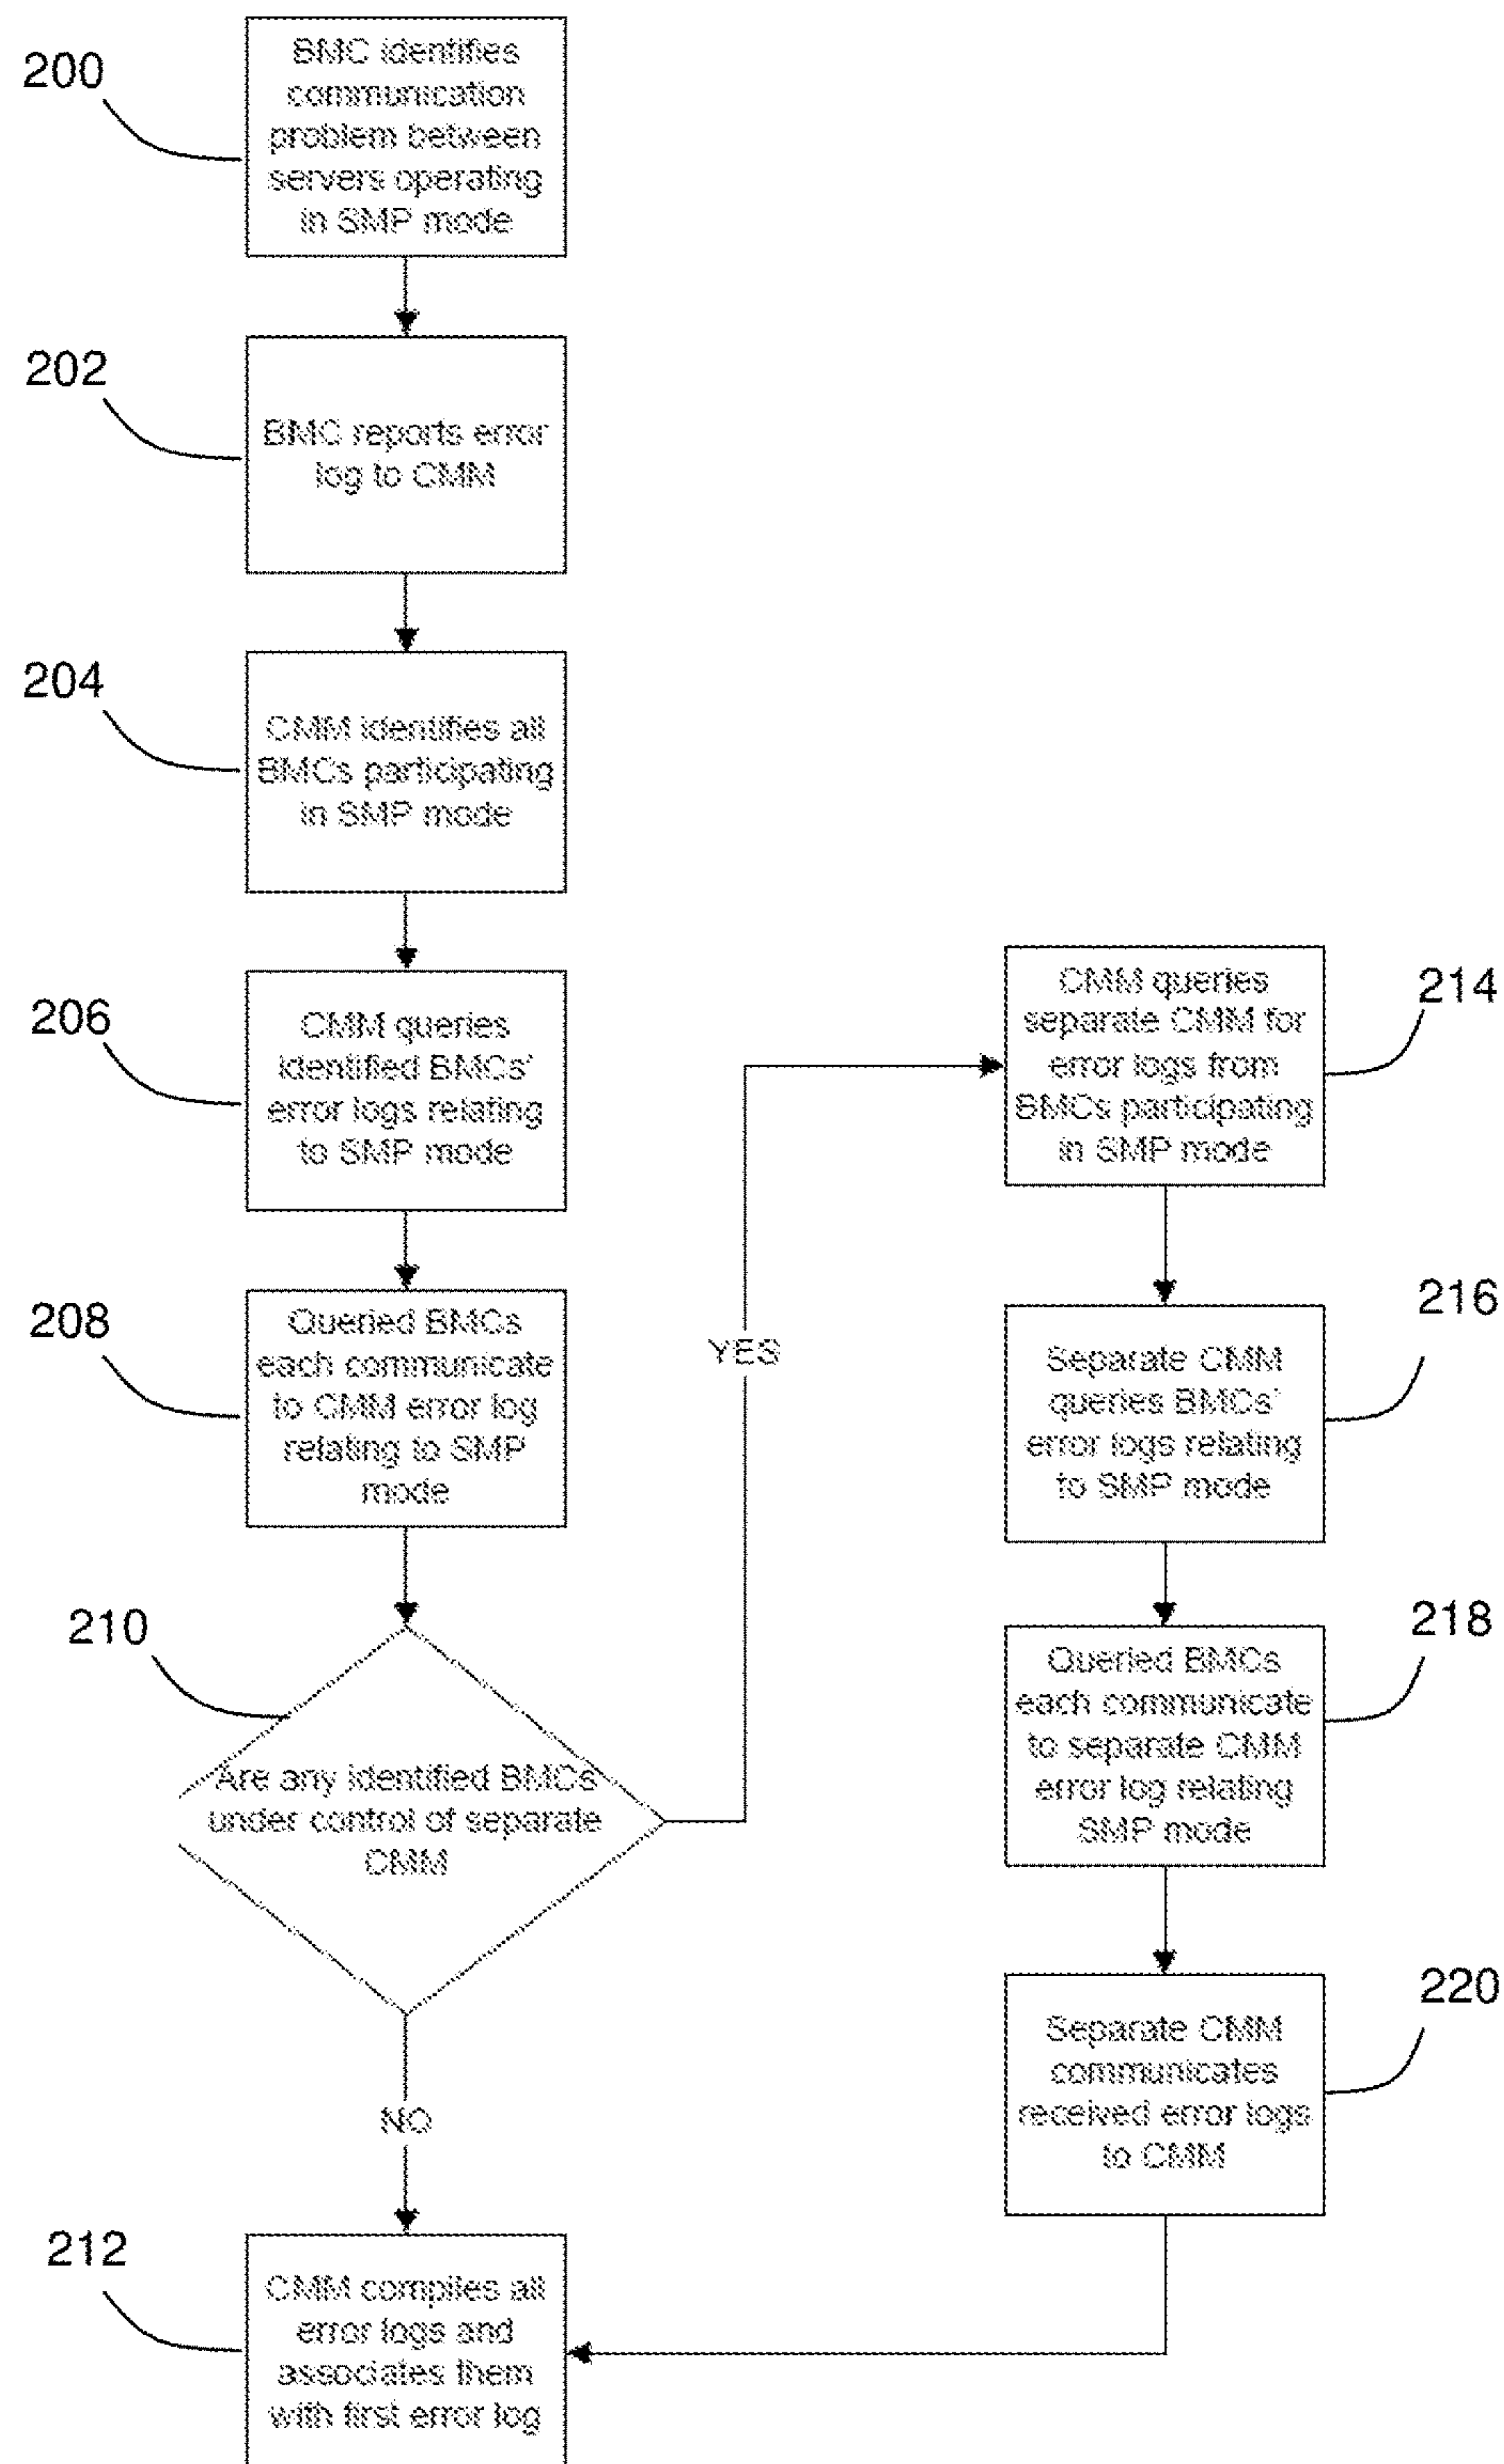 200
BMC identifies
communication
problem between
servers operating
in SMP mode
202
BMC reports error
log to CMM
204
CMM identifies all
BMCs participating
in SMP mode
206
CMM queries
identified BMCs'
error logs relating
to SMP mode
208
Queried BMCs
each communicate
to CMM error log
relating to SMP
mode
210
Are any identified BMCs
under control of separate
CMM
YES
NO
212
CMM compiles all
error logs and
associates them
with first error log
214
CMM queries
separate CMM for
error logs from
BMCs participating
in SMP mode
216
Separate CMM
queries BMCs'
error logs relating
to SMP mode
218
Queried BMCs
each communicate
to separate CMM
error log relating
SMP mode
220
Separate CMM
communicates
received error logs
to CMM